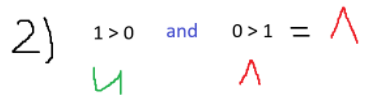 2) 1 > 0 and 0 > 1 = Л
И Л